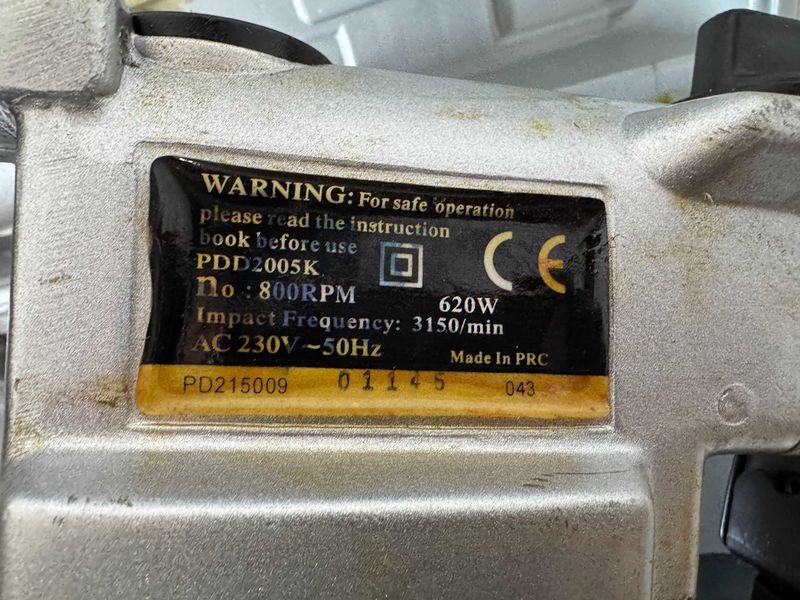 WARNING: For safe operation
please read the instruction
book before use
PDD2005K
no : 800RPM 620W
Impact Frequency: 3150/min
AC 230V~50Hz Made In PRC
PD215009 01145 043
CE